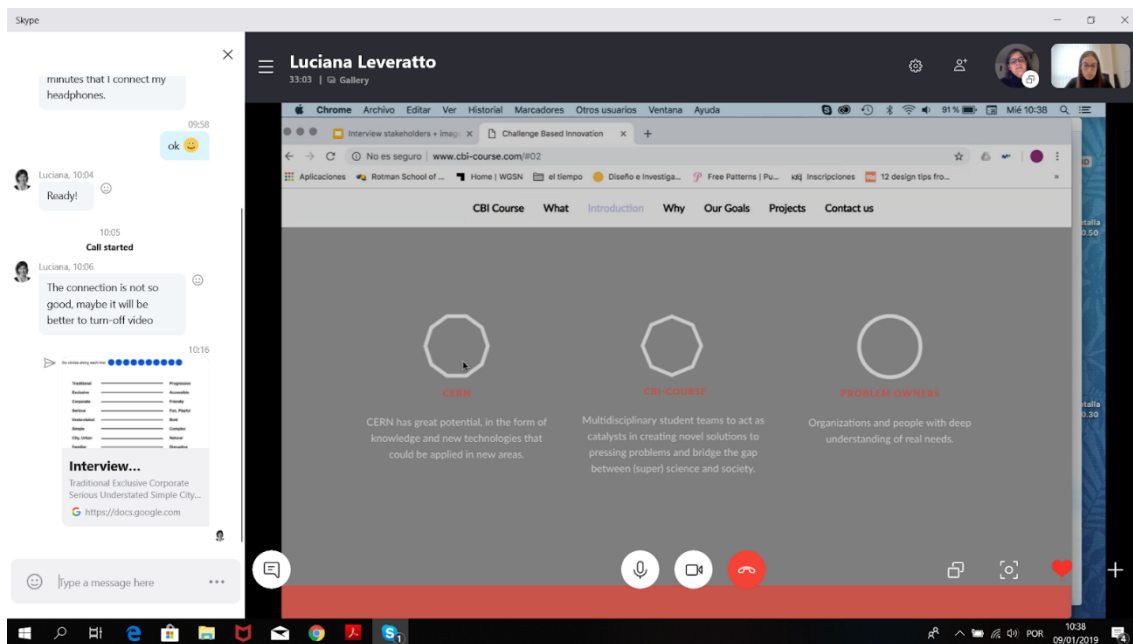 Skype
minutes that I connect my
headphones.
09:58
ok
Luciana, 10:04
Ready!
10:05
Call started
Luciana, 10:06
The connection is not so
good, maybe it will be
better to turn-off video
10:16
Traditional Progressive
Exclusive Accessible
Corporate Friendly
Serious Fun, Playful
Understated Bold
Simple Complex
City, Urban Natural
Interview...
Traditional Exclusive Corporate
Serious Understated Simple City...
https://docs.google.com
Type a message here
Luciana Leveratto
33:03 | Gallery
Chrome Archivo Editar Ver Historial Marcadores Otros usuarios Ventana Ayuda
91 % Mié 10:38
Interview stakeholders + imag
Challenge Based Innovation
No es seguro | www.cbi-course.com/#02
Aplicaciones Rotman School of ... Home | WGSN el tiempo Diseño e Investiga... Free Patterns | Pu... Inscripciones 12 design tips fro...
CBI Course What Introduction Why Our Goals Projects Contact us
CERN
CERN has great potential, in the form of
knowledge and new technologies that
could be applied in new areas.
CBI-COURSE
Multidisciplinary student teams to act as
catalysts in creating novel solutions to
pressing problems and bridge the gap
between (super) science and society.
PROBLEM OWNERS
Organizations and people with deep
understanding of real needs.
POR
10:38
09/01/2019